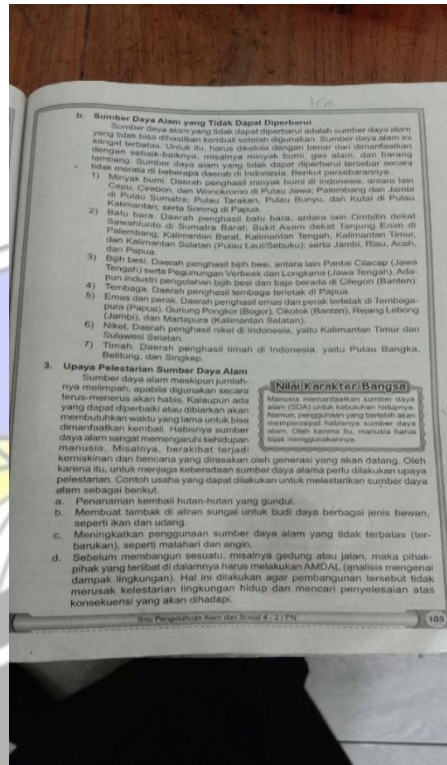 b. Sumber Daya Alam yang Tidak Dapat Diperbarui
Sumber daya alam yang tidak dapat diperbarui adalah sumber daya alam
yang tidak bisa dihasilkan kembali setelah digunakan. Sumber daya alam ini
sangat terbatas. Untuk itu, harus dikelola dengan benar dan dimanfaatkan
dengan sebaik-baiknya, misalnya minyak bumi, gas alam, dan barang
tambang. Sumber daya alam yang tidak dapat diperbarui tersebar secara
tidak merata di beberapa daerah di Indonesia. Berikut persebarannya.
1) Minyak bumi. Daerah penghasil minyak bumi di Indonesia, antara lain
Cepu, Cirebon, dan Wonokromo di Pulau Jawa; Palembang dan Jambi
di Pulau Sumatra; Pulau Tarakan, Pulau Bunyu, dan Kutai di Pulau
Kalimantan; serta Sorong di Papua.
2) Batu bara. Daerah penghasil batu bara, antara lain Ombilin dekat
Sawahlunto di Sumatra Barat; Bukit Asam dekat Tanjung Enim di
Palembang; Kalimantan Barat, Kalimantan Tengah, Kalimantan Timur,
dan Kalimantan Selatan (Pulau Laut/Sebuku); serta Jambi, Riau, Aceh,
dan Papua.
3) Bijih besi. Daerah penghasil bijih besi, antara lain Pantai Cilacap (Jawa
Tengah) serta Pegunungan Verbeek dan Longkana (Jawa Tengah). Ada-
pun industri pengolahan bijih besi dan baja berada di Cilegon (Banten).
4) Tembaga. Daerah penghasil tembaga terletak di Papua.
5) Emas dan perak. Daerah penghasil emas dan perak terletak di Tembaga-
pura (Papua), Gunung Pongkor (Bogor), Cikotok (Banten), Rejang Lebong
(Jambi), dan Martapura (Kalimantan Selatan).
6) Nikel. Daerah penghasil nikel di Indonesia, yaitu Kalimantan Timur dan
Sulawesi Selatan.
7) Timah. Daerah penghasil timah di Indonesia, yaitu Pulau Bangka,
Belitung, dan Singkep.
3. Upaya Pelestarian Sumber Daya Alam
Sumber daya alam meskipun jumlah-
nya melimpah, apabila digunakan secara
terus-menerus akan habis. Kalaupun ada
yang dapat diperbaiki atau dibiarkan akan
membutuhkan waktu yang lama untuk bisa
dimanfaatkan kembali. Habisnya sumber
daya alam sangat memengaruhi kehidupan
manusia. Misalnya, berakibat terjadi
kemiskinan dan bencana yang dirasakan oleh generasi yang akan datang. Oleh
karena itu, untuk menjaga keberadaan sumber daya alama perlu dilakukan upaya
pelestarian. Contoh usaha yang dapat dilakukan untuk melestarikan sumber daya
alam sebagai berikut.
Nilai Karakter Bangsa
Manusia memanfaatkan sumber daya
alam (SDA) untuk kebutuhan hidupnya.
Namun, penggunaan yang berlebih akan
mempercepat habisnya sumber daya
alam. Oleh karena itu, manusia harus
bijak menggunakannya.
a. Penanaman kembali hutan-hutan yang gundul.
b. Membuat tambak di aliran sungai untuk budi daya berbagai jenis bewan,
seperti ikan dan udang.
c. Meningkatkan penggunaan sumber daya alam yang tidak terbatas (ter-
barukan), seperti matahari dan angin.
d. Sebelum membangun sesuatu, misalnya gedung atau jalan, maka pihak-
pihak yang terlibat di dalamnya harus melakukan AMDAL (analisis mengenai
dampak lingkungan). Hal ini dilakukan agar pembangunan tersebut tidak
merusak kelestarian lingkungan hidup dan mencari penyelesaian atas
konsekuensi yang akan dihadapi.
Ilmu Pengetahuan Alam dan Sosial 4 - 2 / PN
103